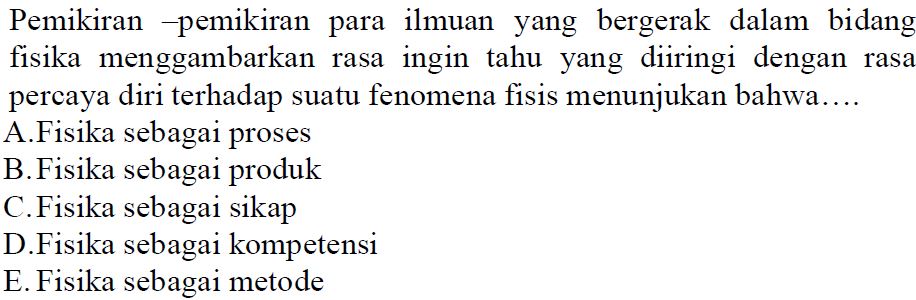 Pemikiran –pemikiran para ilmuan yang bergerak dalam bidang
fisika menggambarkan rasa ingin tahu yang diiringi dengan rasa
percaya diri terhadap suatu fenomena fisis menunjukan bahwa….
A.Fisika sebagai proses
B.Fisika sebagai produk
C.Fisika sebagai sikap
D.Fisika sebagai kompetensi
E.Fisika sebagai metode